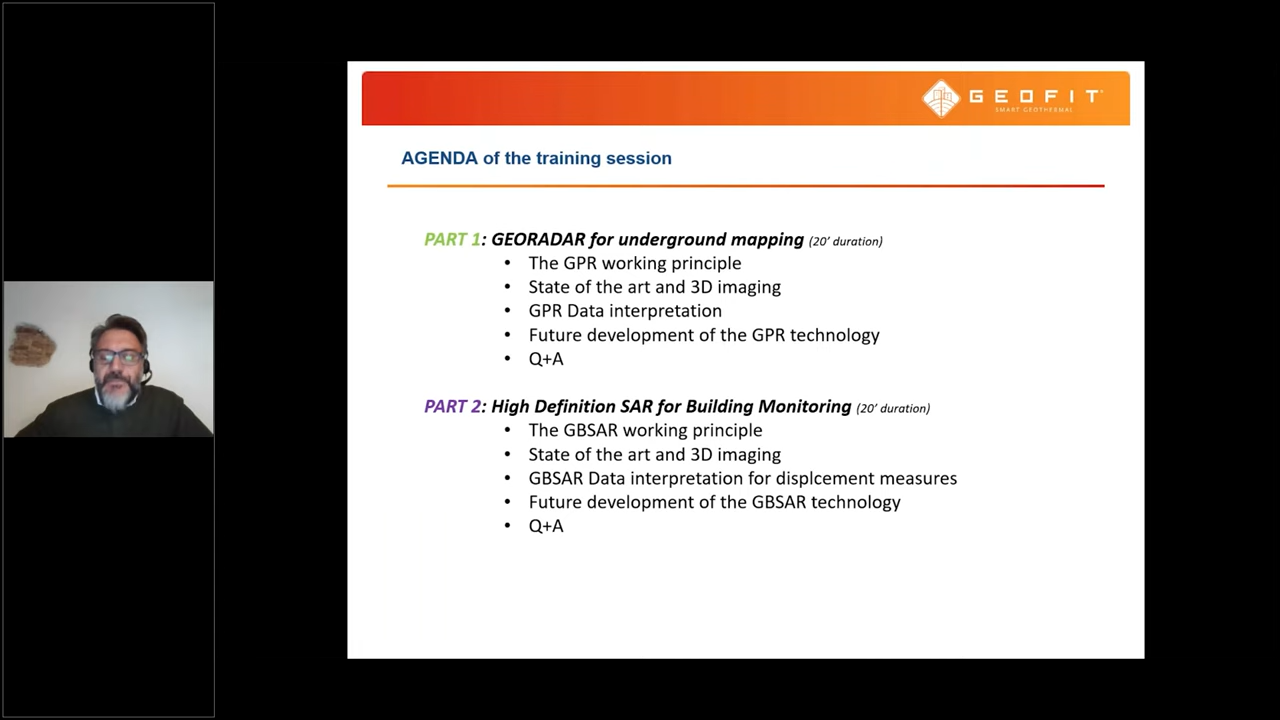 GEOFIT
SMART GEOTHERMAL
AGENDA of the training session
PART 1: GEORADAR for underground mapping (20’ duration)
• The GPR working principle
• State of the art and 3D imaging
• GPR Data interpretation
• Future development of the GPR technology
• Q+A
PART 2: High Definition SAR for Building Monitoring (20’ duration)
• The GBSAR working principle
• State of the art and 3D imaging
• GBSAR Data interpretation for displcement measures
• Future development of the GBSAR technology
• Q+A